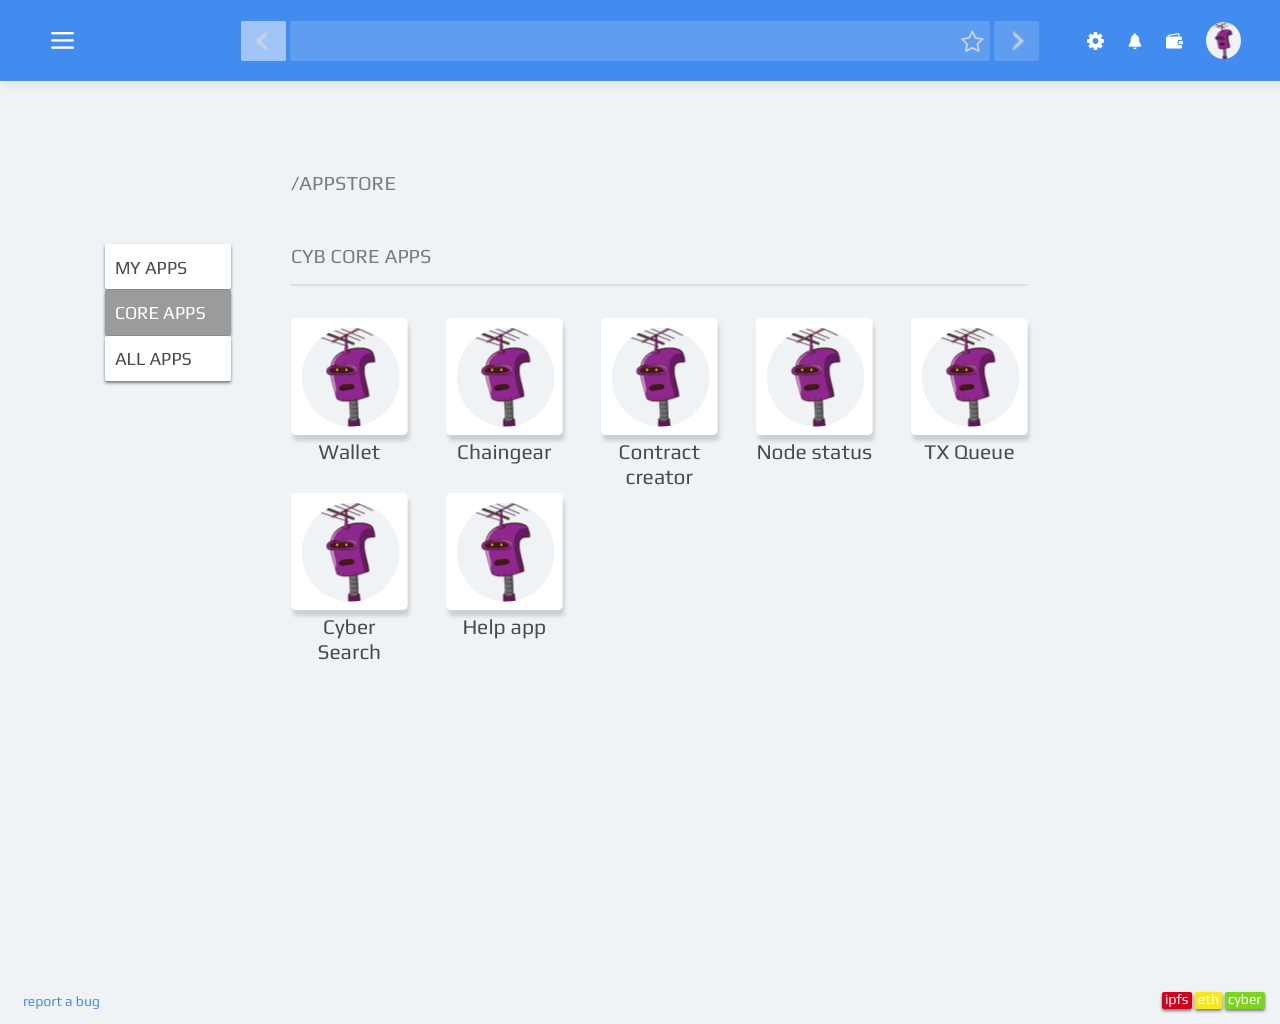 /APPSTORE
MY APPS
CORE APPS
ALL APPS
CYB CORE APPS
Wallet
Chaingear
Contract
creator
Node status
TX Queue
Cyber
Search
Help app
report a bug
ipfs eth cyber